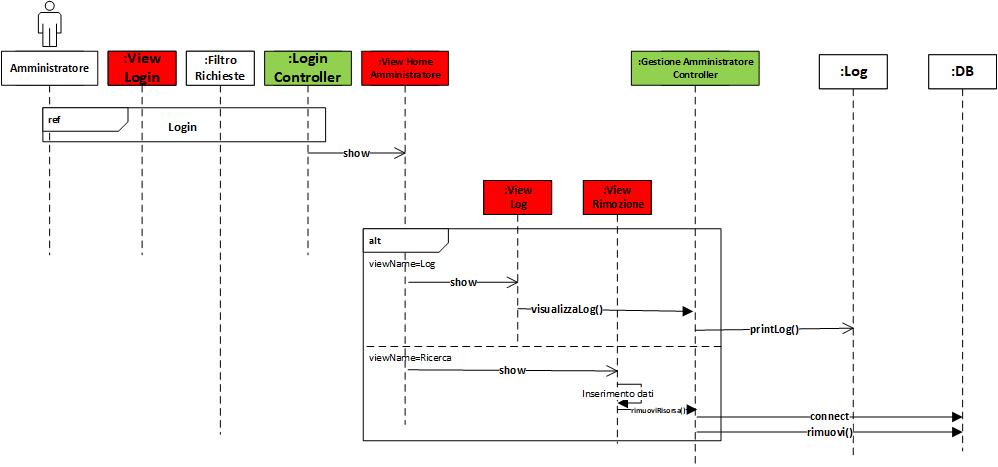 Amministratore
:View
Login
:Filtro
Richieste
:Login
Controller
:View Home
Amministratore
:Gestione Amministratore
Controller
:Log
:DB
ref
Login
show
:View
Log
:View
Rimozione
alt
viewName=Log
show
visualizzaLog()
printLog()
viewName=Ricerca
show
Inserimento dati
rimuoviRisorsa()
connect
rimuovi()